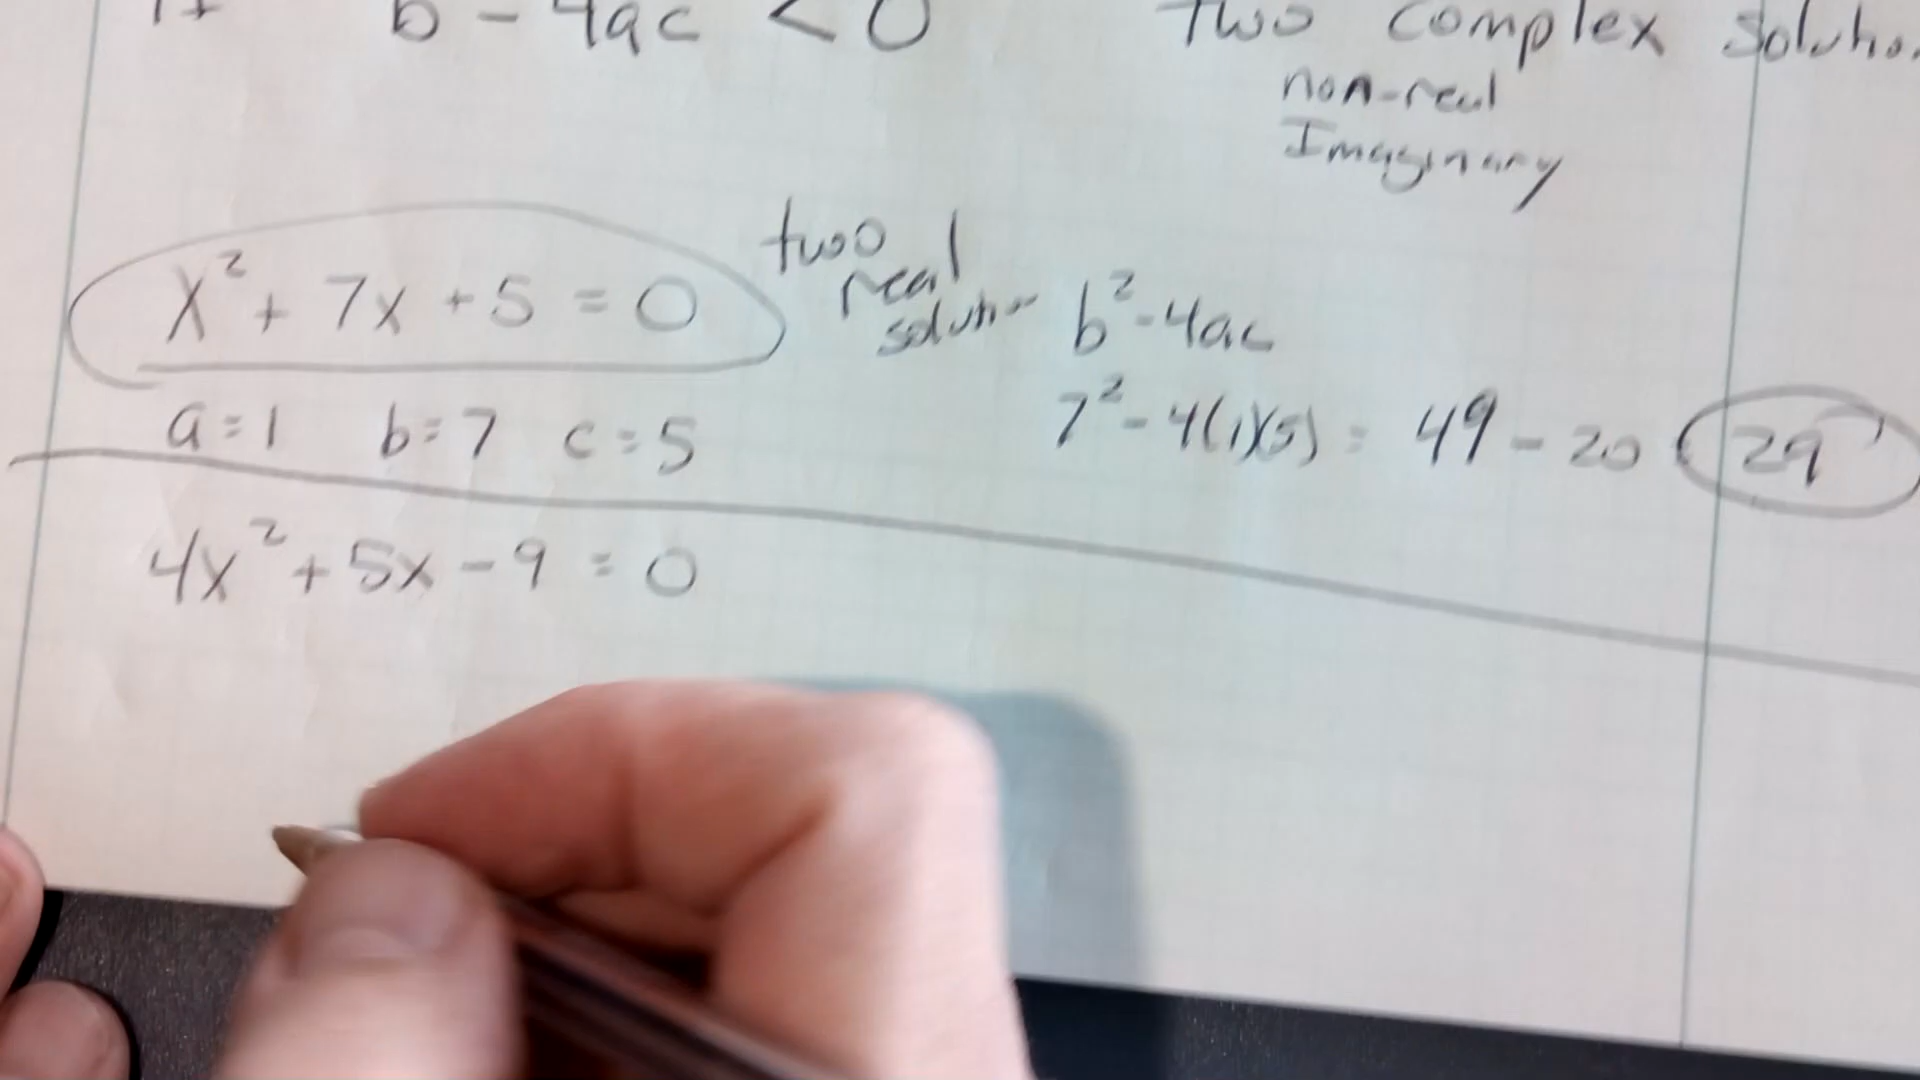 If b - 4ac < 0 two complex solutio
non-real
Imaginary
x² + 7x + 5 = 0
two
real
solution
b² - 4ac
a = 1 b = 7 c = 5
7² - 4(1)(5) = 49 - 20 29
4x² + 5x - 9 = 0